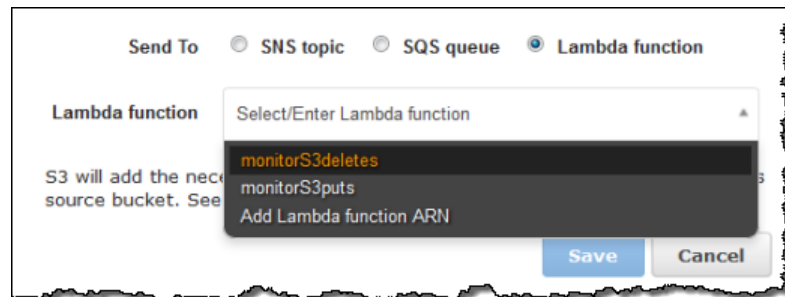 Send To SNS topic SQS queue Lambda function
Lambda function Select/Enter Lambda function
monitorS3deletes
S3 will add the s
monitorS3puts
source bucket. See
Add Lambda function ARN
Save Cancel